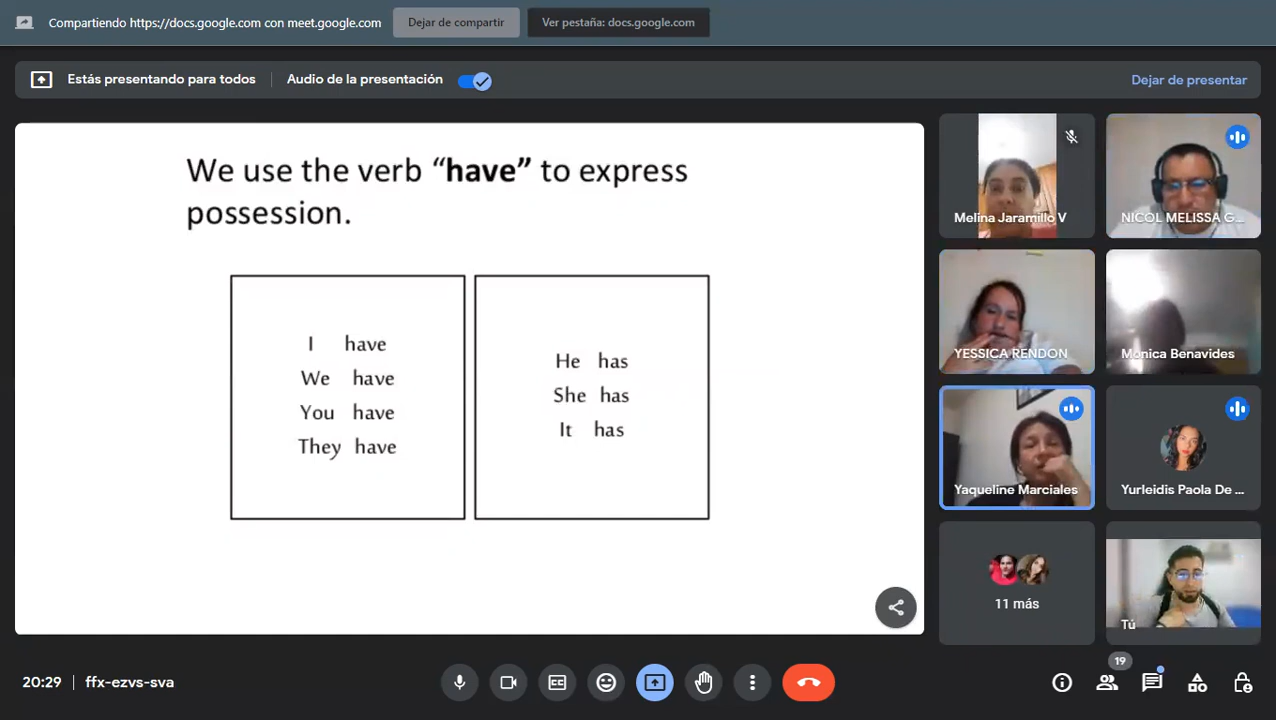 Compartiendo https://docs.google.com con meet.google.com Dejar de compartir Ver pestaña: docs.google.com
Estás presentando para todos Audio de la presentación Dejar de presentar
We use the verb “have” to express
possession.
I have
We have
You have
They have
He has
She has
It has
Melina Jaramillo V
NICOL MELISSA G...
YESSICA RENDON
Monica Benavides
Yaqueline Marciales
Yurleidis Paola De ...
11 más
Tú
20:29 ffx-ezvs-sva
19